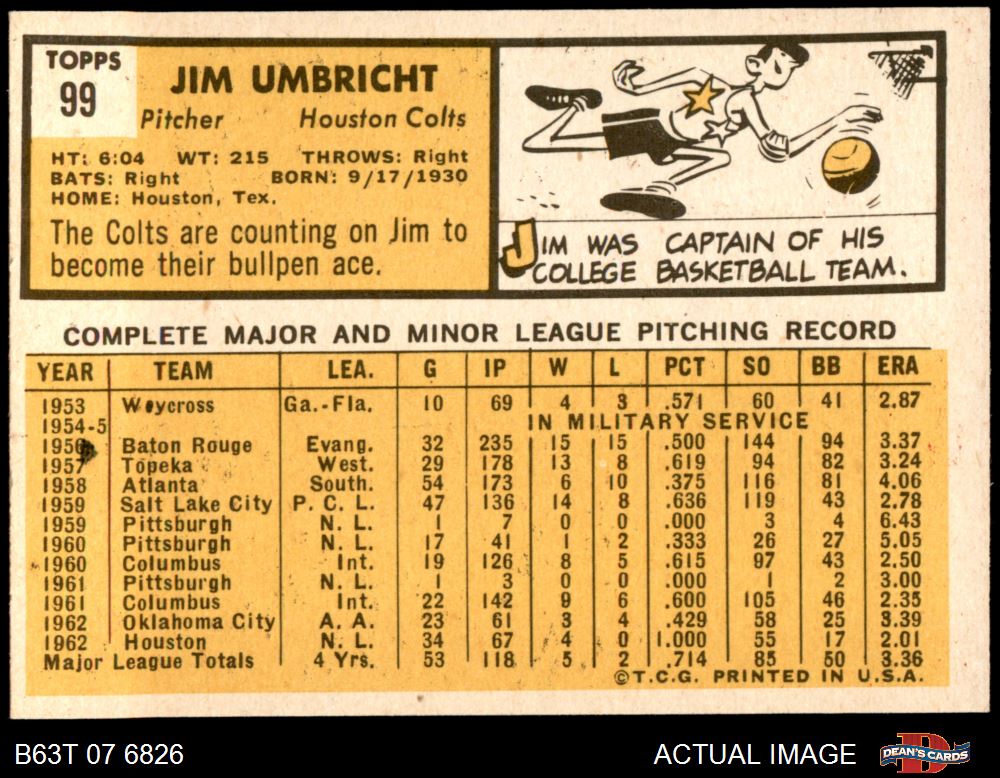 TOPPS
99
JIM UMBRICHT
Pitcher Houston Colts
HT: 6:04 WT: 215 THROWS: Right
BATS: Right BORN: 9/17/1930
HOME: Houston, Tex.
The Colts are counting on Jim to
become their bullpen ace.
JIM WAS CAPTAIN OF HIS
COLLEGE BASKETBALL TEAM.
COMPLETE MAJOR AND MINOR LEAGUE PITCHING RECORD
YEAR TEAM LEA. G IP W L PCT SO BB ERA
1953 Waycross Ga.-Fla. 10 69 4 3 .571 60 41 2.87
1954-5 IN MILITARY SERVICE
1956 Baton Rouge Evang. 32 235 15 15 .500 144 94 3.37
1957 Topeka West. 29 178 13 8 .619 94 82 3.24
1958 Atlanta South. 54 173 6 10 .375 116 81 4.06
1959 Salt Lake City P. C. L. 47 136 14 8 .636 119 43 2.78
1959 Pittsburgh N. L. 1 7 0 0 .000 3 4 6.43
1960 Pittsburgh N. L. 17 41 1 2 .333 26 27 5.05
1960 Columbus Int. 19 126 8 5 .615 97 43 2.50
1961 Pittsburgh N. L. 1 3 0 0 .000 1 2 3.00
1961 Columbus Int. 22 142 9 6 .600 105 46 2.35
1962 Oklahoma City A. A. 23 61 3 4 .429 58 25 3.39
1962 Houston N. L. 34 67 4 0 1.000 55 17 2.01
Major League Totals 4 Yrs. 53 118 5 2 .714 85 50 3.36
©T.C.G. PRINTED IN U.S.A.
B63T 07 6826 ACTUAL IMAGE DEAN'S CARDS